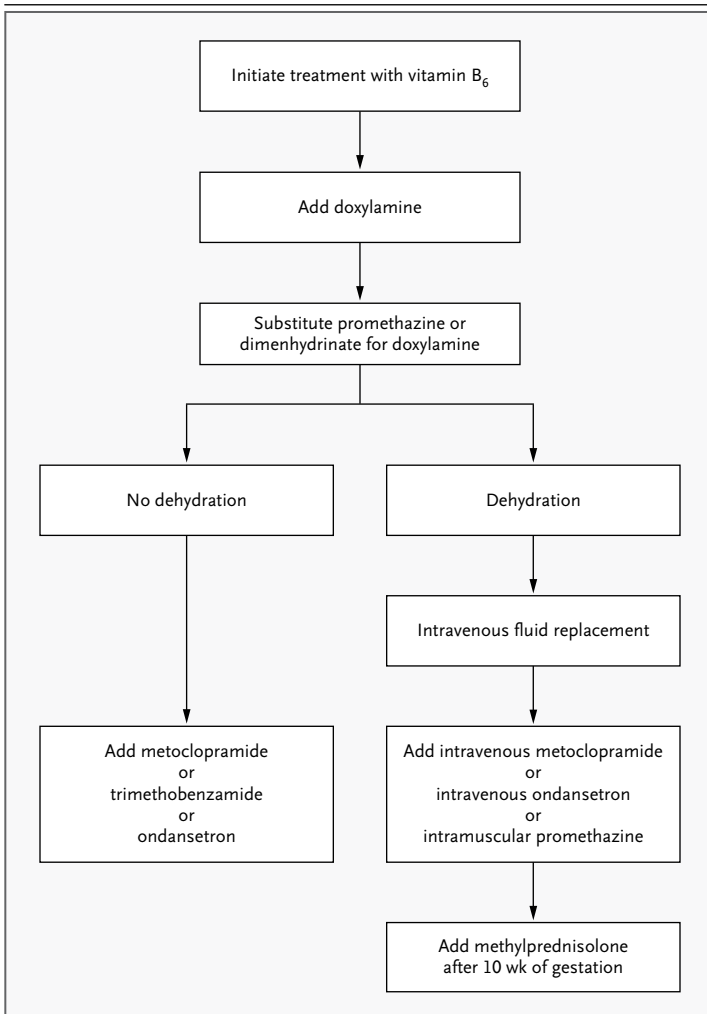 Initiate treatment with vitamin B₆
Add doxylamine
Substitute promethazine or
dimenhydrinate for doxylamine
No dehydration
Dehydration
Intravenous fluid replacement
Add metoclopramide
or
trimethobenzamide
or
ondansetron
Add intravenous metoclopramide
or
intravenous ondansetron
or
intramuscular promethazine
Add methylprednisolone
after 10 wk of gestation